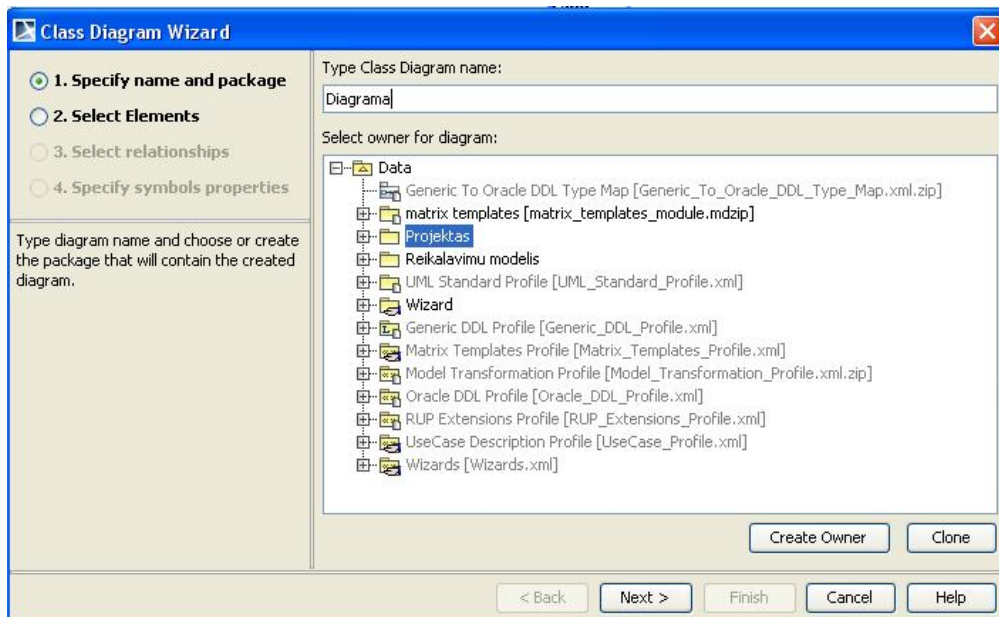 Class Diagram Wizard
1. Specify name and package
2. Select Elements
3. Select relationships
4. Specify symbols properties
Type diagram name and choose or create
the package that will contain the created
diagram.
Type Class Diagram name:
Diagrama
Select owner for diagram:
Data
Generic To Oracle DDL Type Map [Generic_To_Oracle_DDL_Type_Map.xml.zip]
matrix templates [matrix_templates_module.mdzip]
Projektas
Reikalavimu modelis
UML Standard Profile [UML_Standard_Profile.xml]
Wizard
Generic DDL Profile [Generic_DDL_Profile.xml]
Matrix Templates Profile [Matrix_Templates_Profile.xml]
Model Transformation Profile [Model_Transformation_Profile.xml.zip]
Oracle DDL Profile [Oracle_DDL_Profile.xml]
RUP Extensions Profile [RUP_Extensions_Profile.xml]
UseCase Description Profile [UseCase_Profile.xml]
Wizards [Wizards.xml]
Create Owner Clone
< Back Next > Finish Cancel Help